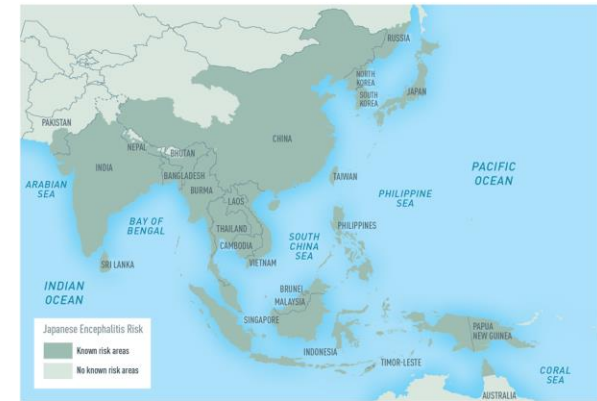 RUSSIA
NORTH
KOREA
SOUTH
KOREA
JAPAN
PAKISTAN
CHINA
NEPAL
BHUTAN
INDIA
BANGLADESH
BURMA
TAIWAN
PACIFIC
OCEAN
ARABIAN
SEA
LAOS
PHILIPPINE
SEA
BAY OF
BENGAL
THAILAND
PHILIPPINES
CAMBODIA
SOUTH
CHINA
SEA
VIETNAM
SRI LANKA
INDIAN
OCEAN
BRUNEI
MALAYSIA
SINGAPORE
INDONESIA
PAPUA
NEW GUINEA
TIMOR-LESTE
CORAL
SEA
AUSTRALIA
Japanese Encephalitis Risk
Known risk areas
No known risk areas